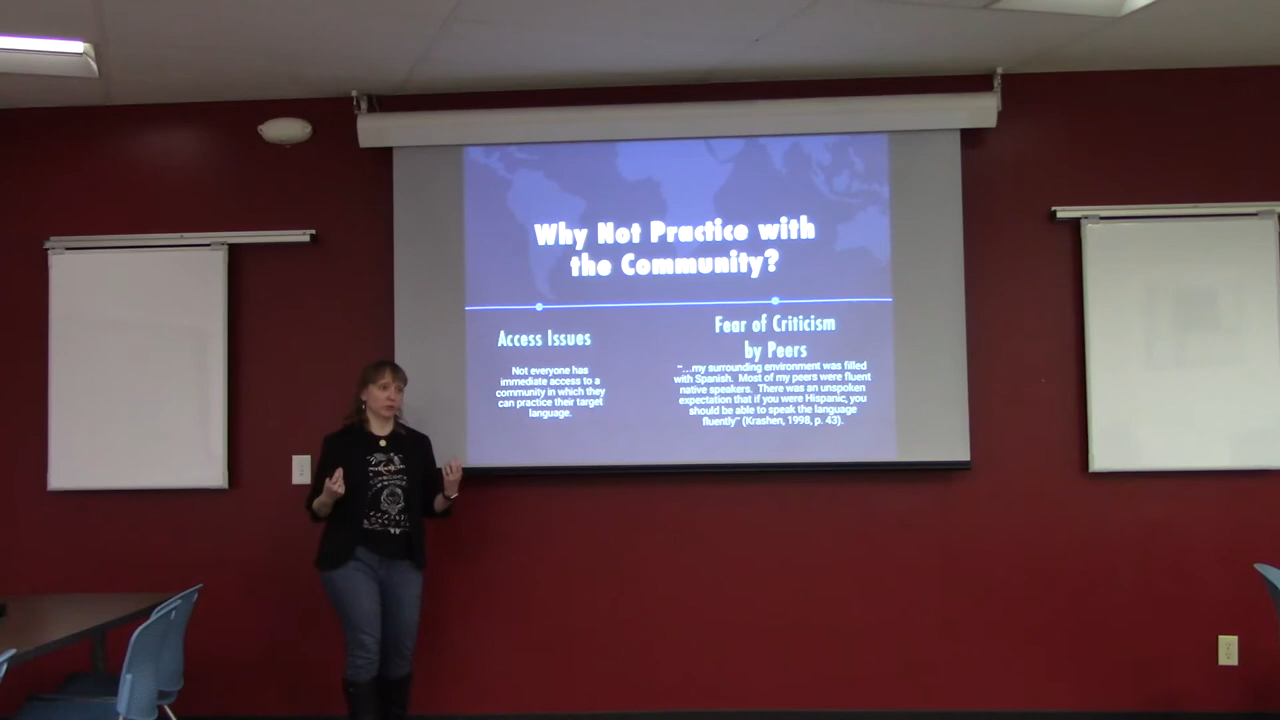 Why Not Practice with
the Community?
Access Issues
Not everyone has
immediate access to a
community in which they
can practice their target
language.
Fear of Criticism
by Peers
“...my surrounding environment was filled
with Spanish. Most of my peers were fluent
native speakers. There was an unspoken
expectation that if you were Hispanic, you
should be able to speak the language
fluently” (Krashen, 1998, p. 43).